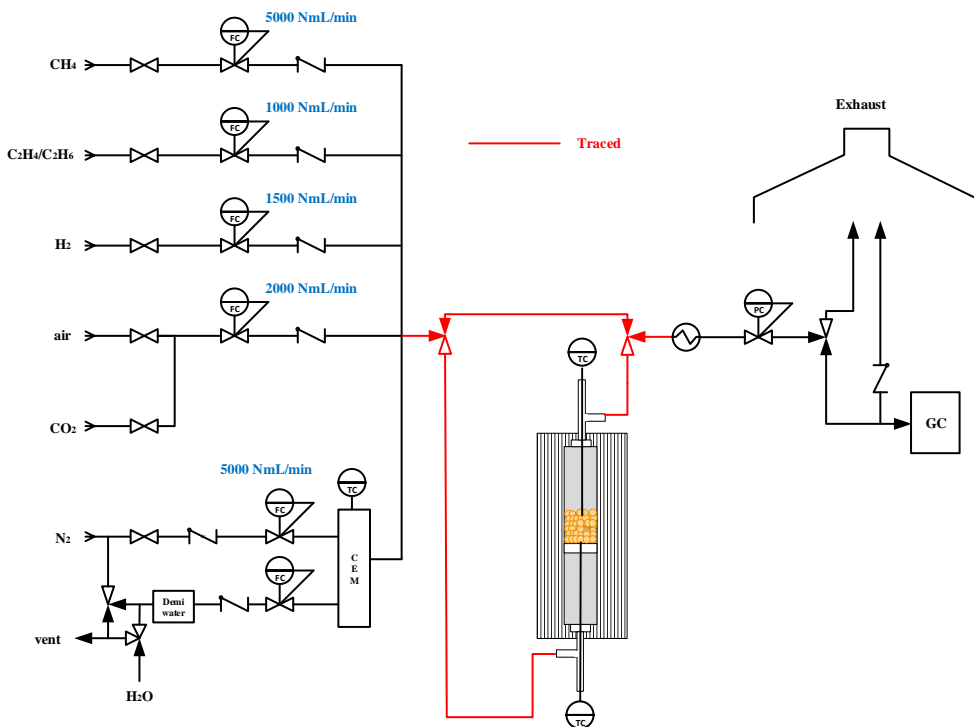 5000 NmL/min
FC
CH4
1000 NmL/min
FC
C2H4/C2H6
1500 NmL/min
FC
H2
2000 NmL/min
FC
air
CO2
5000 NmL/min
FC
TC
N2
FC
CEM
Demi
water
vent
H2O
Traced
Exhaust
TC
PC
GC
TC